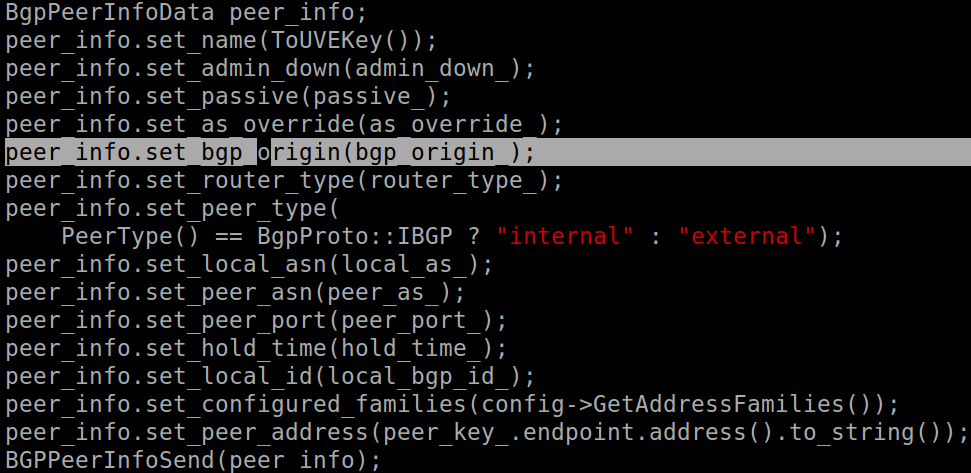 BgpPeerInfoData peer_info;
peer_info.set_name(ToUVEKey());
peer_info.set_admin_down(admin_down_);
peer_info.set_passive(passive_);
peer_info.set_as_override(as_override_);
peer_info.set_bgp_origin(bgp_origin_);
peer_info.set_router_type(router_type_);
peer_info.set_peer_type(
    PeerType() == BgpProto::IBGP ? "internal" : "external");
peer_info.set_local_asn(local_as_);
peer_info.set_peer_asn(peer_as_);
peer_info.set_peer_port(peer_port_);
peer_info.set_hold_time(hold_time_);
peer_info.set_local_id(local_bgp_id_);
peer_info.set_configured_families(config->GetAddressFamilies());
peer_info.set_peer_address(peer_key_.endpoint.address().to_string());
BGPPeerInfoSend(peer_info);